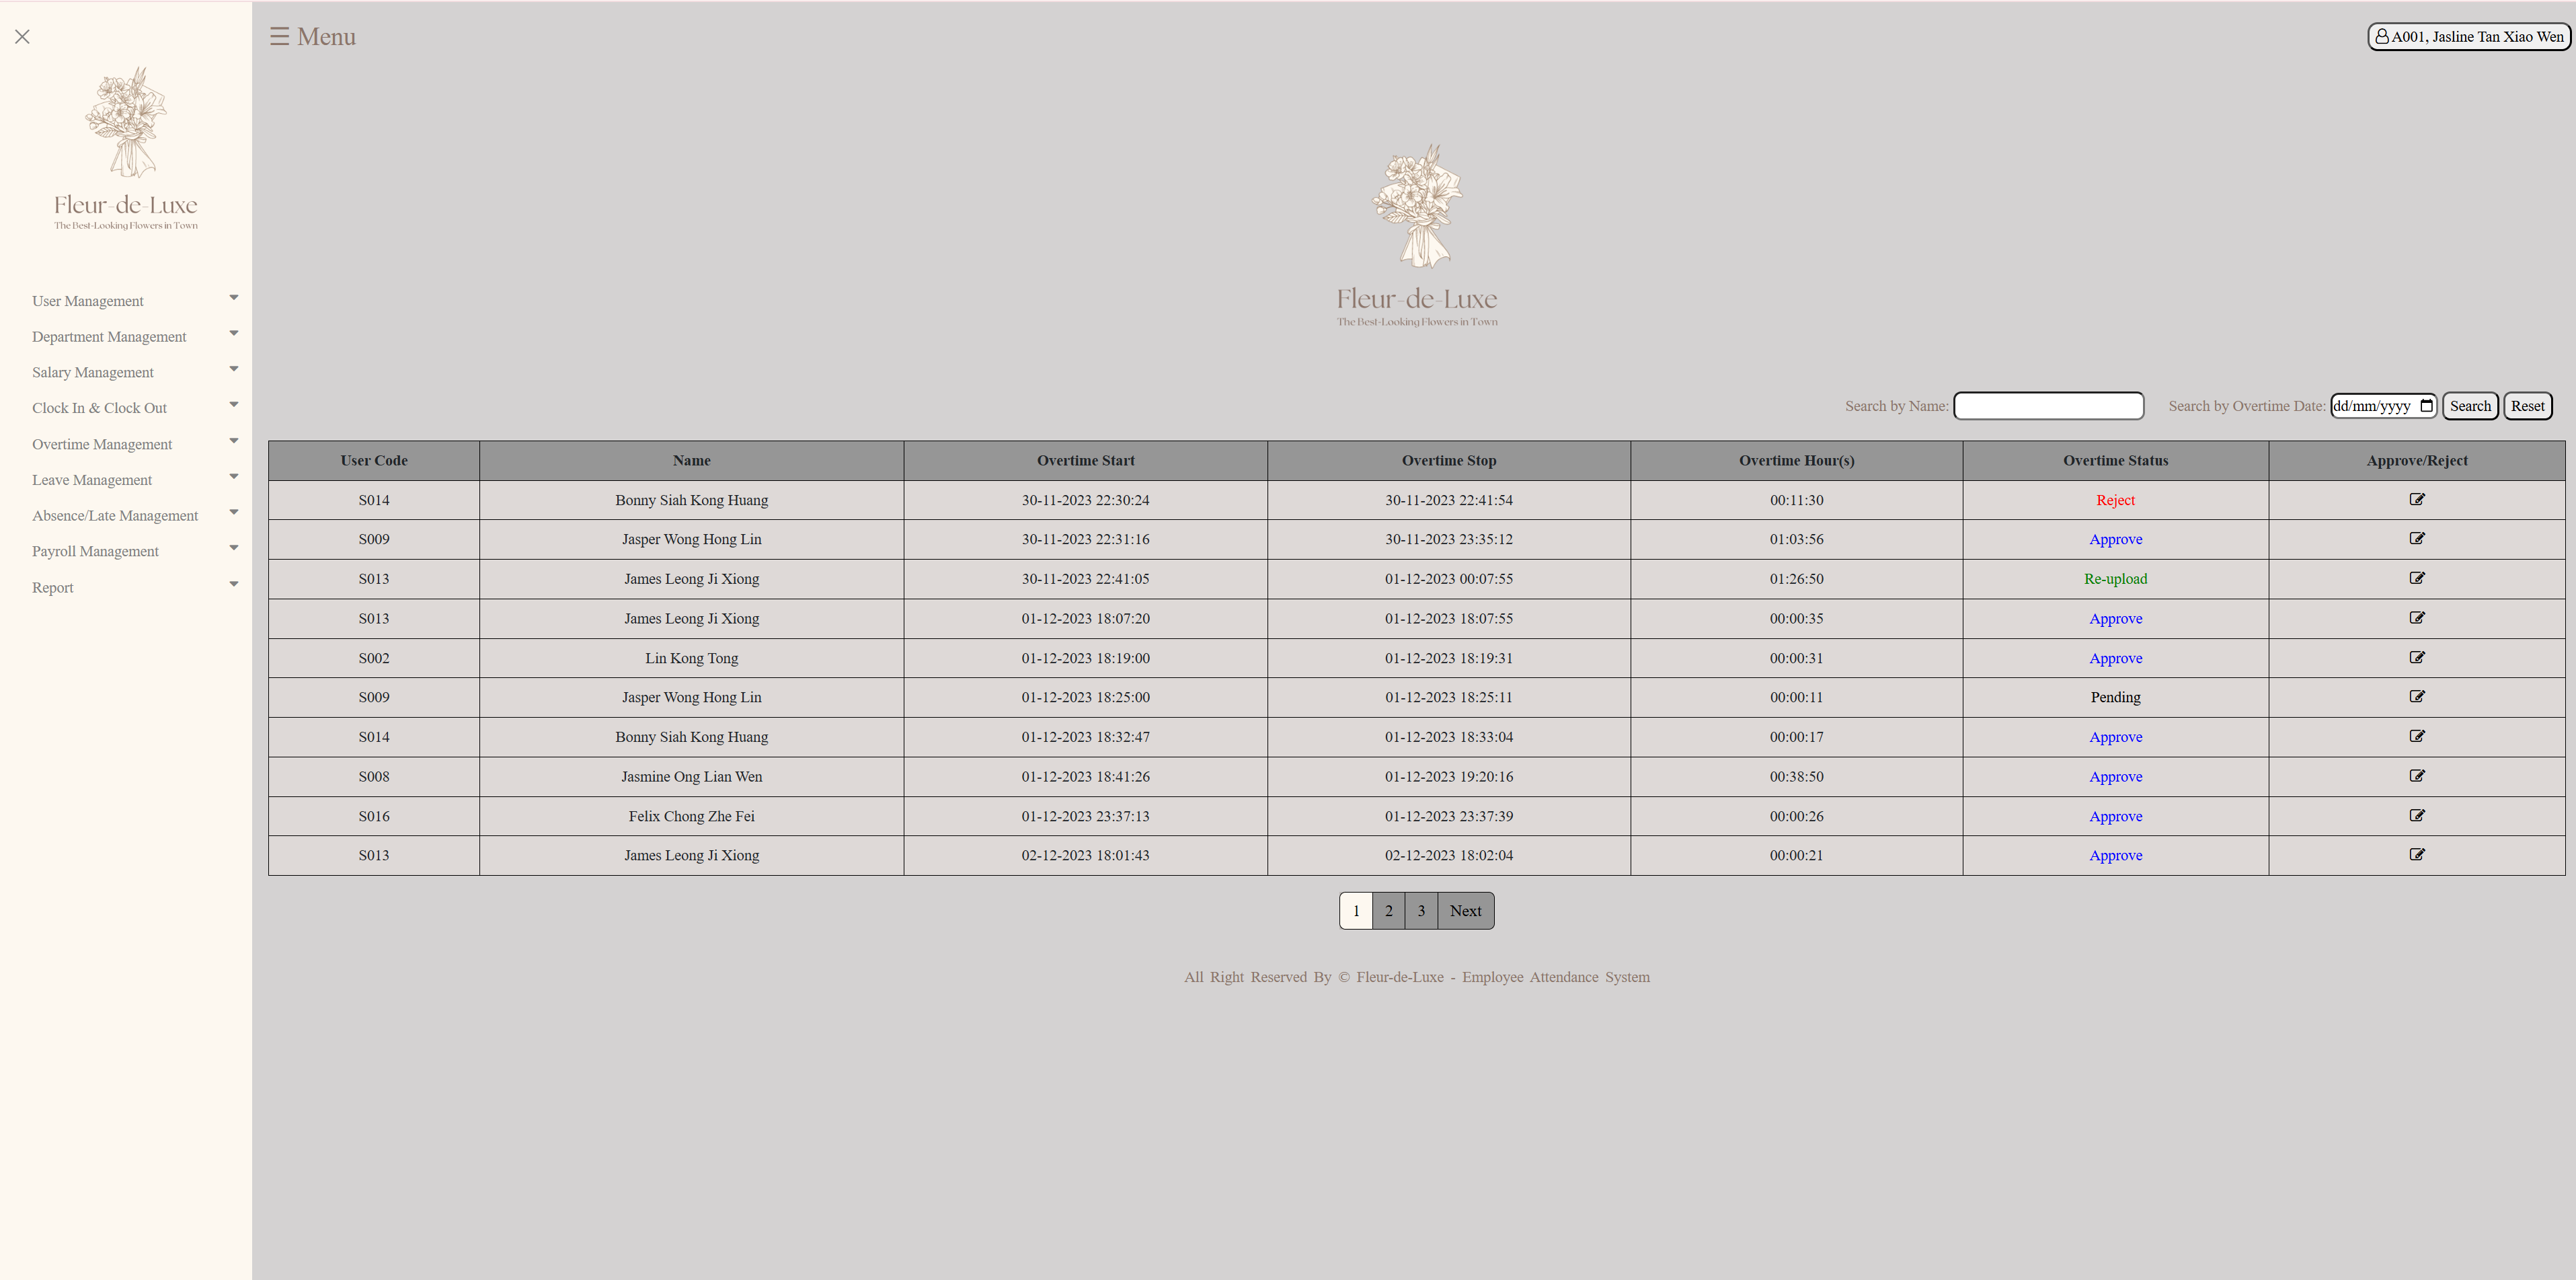 ☰ Menu
A001, Jasline Tan Xiao Wen
Fleur-de-Luxe
The Best-Looking Flowers in Town
User Management
Department Management
Salary Management
Clock In & Clock Out
Overtime Management
Leave Management
Absence/Late Management
Payroll Management
Report
Fleur-de-Luxe
The Best-Looking Flowers in Town
Search by Name: Search by Overtime Date: dd/mm/yyyy Search Reset
User Code Name Overtime Start Overtime Stop Overtime Hour(s) Overtime Status Approve/Reject
S014 Bonny Siah Kong Huang 30-11-2023 22:30:24 30-11-2023 22:41:54 00:11:30 Reject
S009 Jasper Wong Hong Lin 30-11-2023 22:31:16 30-11-2023 23:35:12 01:03:56 Approve
S013 James Leong Ji Xiong 30-11-2023 22:41:05 01-12-2023 00:07:55 01:26:50 Re-upload
S013 James Leong Ji Xiong 01-12-2023 18:07:20 01-12-2023 18:07:55 00:00:35 Approve
S002 Lin Kong Tong 01-12-2023 18:19:00 01-12-2023 18:19:31 00:00:31 Approve
S009 Jasper Wong Hong Lin 01-12-2023 18:25:00 01-12-2023 18:25:11 00:00:11 Pending
S014 Bonny Siah Kong Huang 01-12-2023 18:32:47 01-12-2023 18:33:04 00:00:17 Approve
S008 Jasmine Ong Lian Wen 01-12-2023 18:41:26 01-12-2023 19:20:16 00:38:50 Approve
S016 Felix Chong Zhe Fei 01-12-2023 23:37:13 01-12-2023 23:37:39 00:00:26 Approve
S013 James Leong Ji Xiong 02-12-2023 18:01:43 02-12-2023 18:02:04 00:00:21 Approve
1 2 3 Next
All Right Reserved By © Fleur-de-Luxe - Employee Attendance System